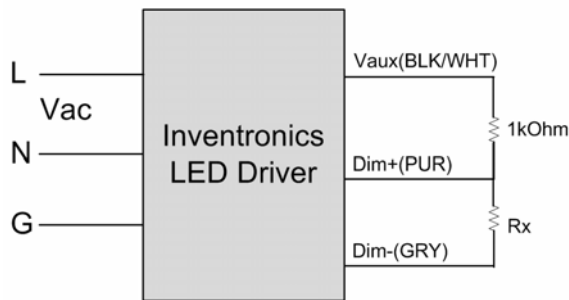 L
Vac
N
G
Inventronics
LED Driver
Vaux(BLK/WHT)
1kOhm
Dim+(PUR)
Rx
Dim-(GRY)